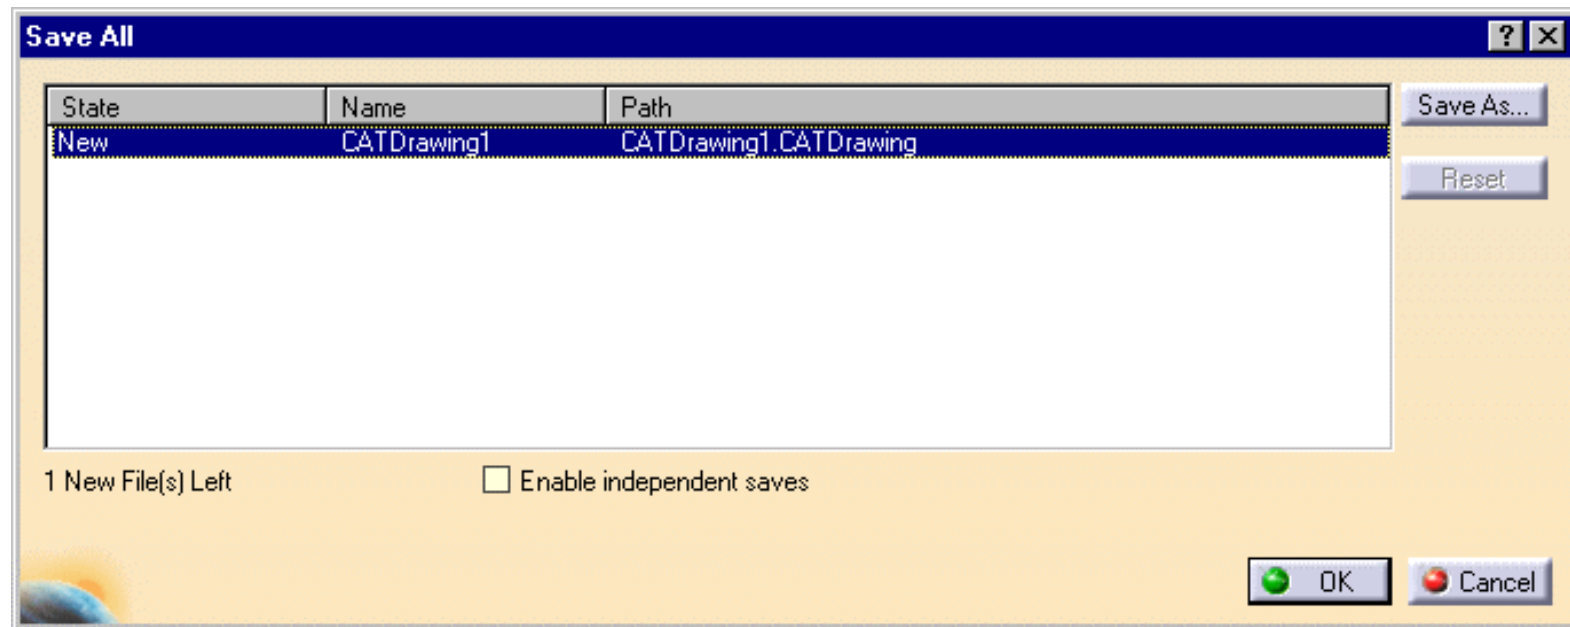 Save All
State Name Path Save As...
New CATDrawing1 CATDrawing1.CATDrawing
Reset
1 New File(s) Left Enable independent saves
OK Cancel